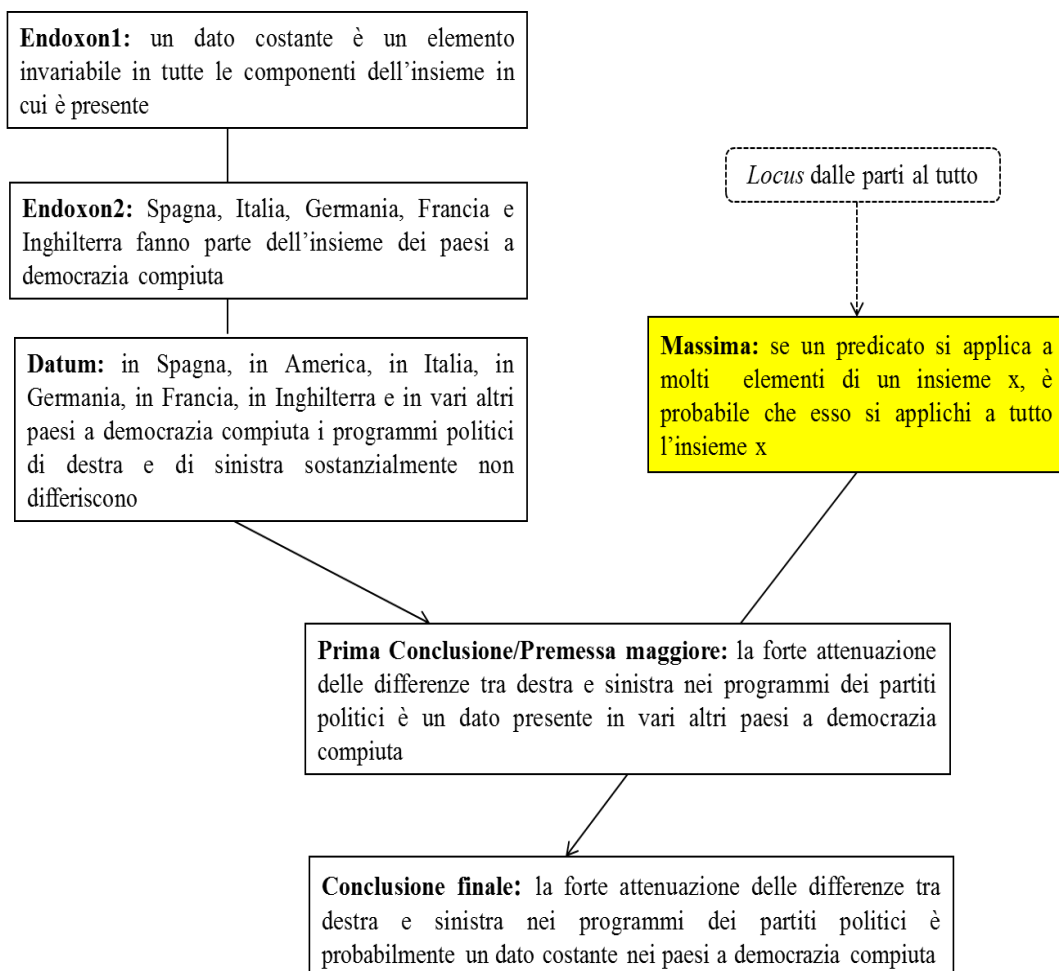 Endoxon1: un dato costante è un elemento
invariabile in tutte le componenti dell’insieme in
cui è presente
Endoxon2: Spagna, Italia, Germania, Francia e
Inghilterra fanno parte dell’insieme dei paesi a
democrazia compiuta
Datum: in Spagna, in America, in Italia, in
Germania, in Francia, in Inghilterra e in vari altri
paesi a democrazia compiuta i programmi politici
di destra e di sinistra sostanzialmente non
differiscono
Locus dalle parti al tutto
Massima: se un predicato si applica a
molti elementi di un insieme x, è
probabile che esso si applichi a tutto
l’insieme x
Prima Conclusione/Premessa maggiore: la forte attenuazione
delle differenze tra destra e sinistra nei programmi dei partiti
politici è un dato presente in vari altri paesi a democrazia
compiuta
Conclusione finale: la forte attenuazione delle differenze tra
destra e sinistra nei programmi dei partiti politici è
probabilmente un dato costante nei paesi a democrazia compiuta